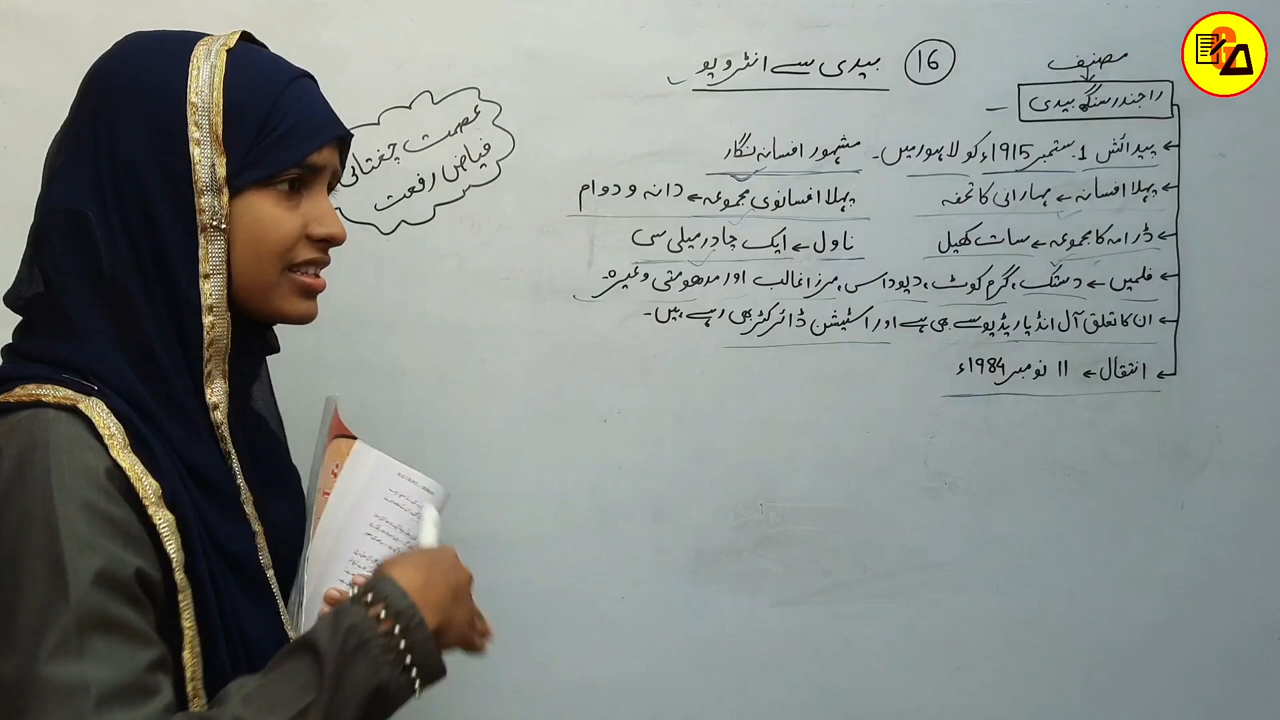 بیدی سے انٹرویو (16)
مصنف
راجندر سنگھ بیدی
پیدائش 1 ستمبر 1915ء کو لاہور میں۔ مشہور افسانہ نگار
پہلا افسانہ ← مہارانی کا تحفہ پہلا افسانوی مجموعہ ← دانہ و دوام
ڈرامہ کا مجموعہ ← سات کھیل ناول ← ایک چادر میلی سی
فلمیں ← دستک، گرم کوٹ، دیوداس، مرزا غالب اور مدھومتی وغیرہ۔
ان کا تعلق آل انڈیا ریڈیو سے بھی ہے اور اسٹیشن ڈائرکٹر بھی رہے ہیں۔
انتقال ← 11 نومبر 1984ء
عصمت چغتائی
فیاض رفعت